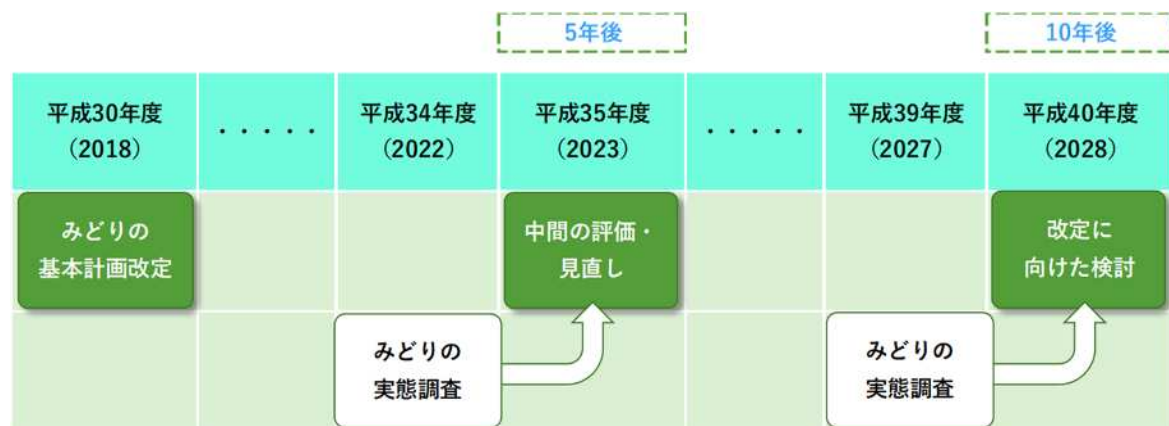 5年後
10年後
平成30年度
（2018）
・・・・・
平成34年度
（2022）
平成35年度
（2023）
・・・・・
平成39年度
（2027）
平成40年度
（2028）
みどりの
基本計画改定
中間の評価・
見直し
改定に
向けた検討
みどりの
実態調査
みどりの
実態調査